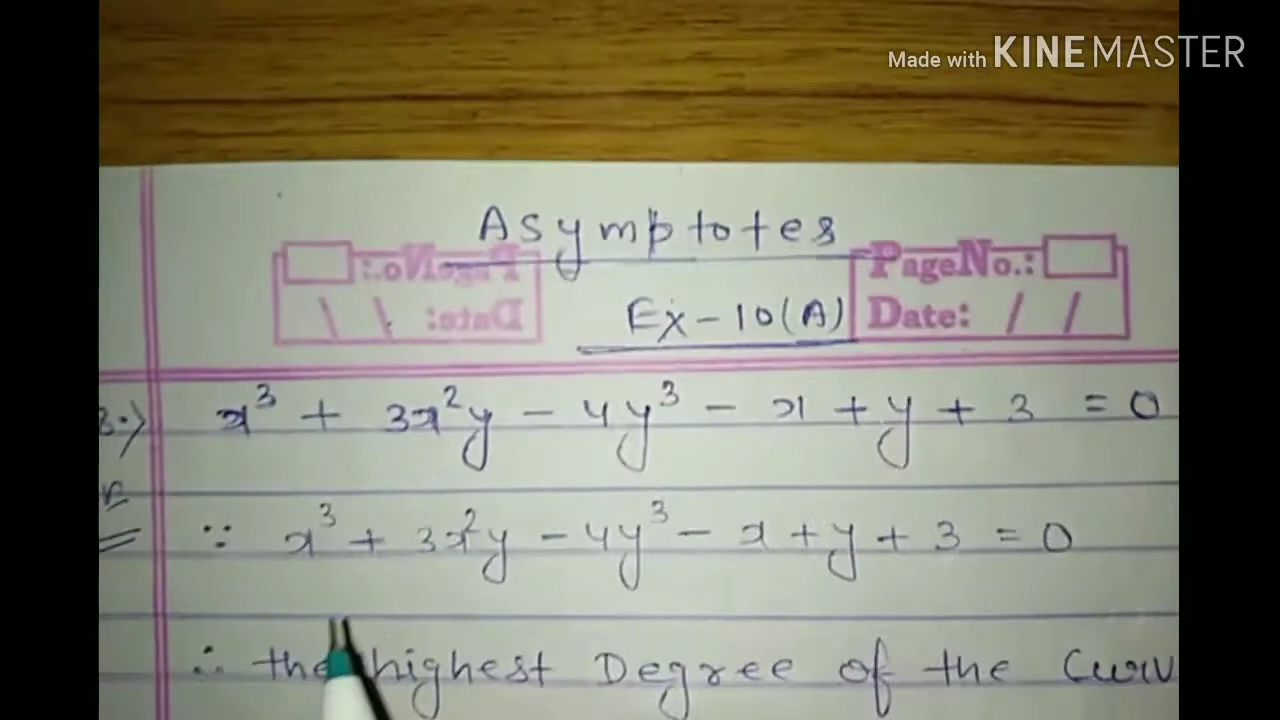 Made with KINEMASTER
Asymptotes
PageNo.:
Date: / /
Ex-10(A)
3.) x³ + 3x²y - 4y³ - x + y + 3 = 0
∵ x³ + 3x²y - 4y³ - x + y + 3 = 0
∴ the highest Degree of the